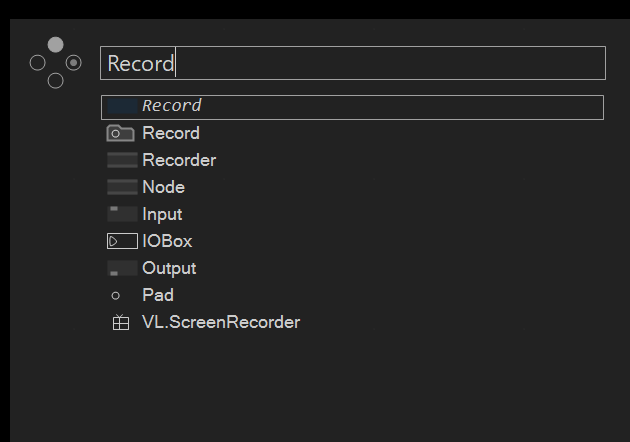 Record
Record
Record
Recorder
Node
Input
IOBox
Output
Pad
VL.ScreenRecorder